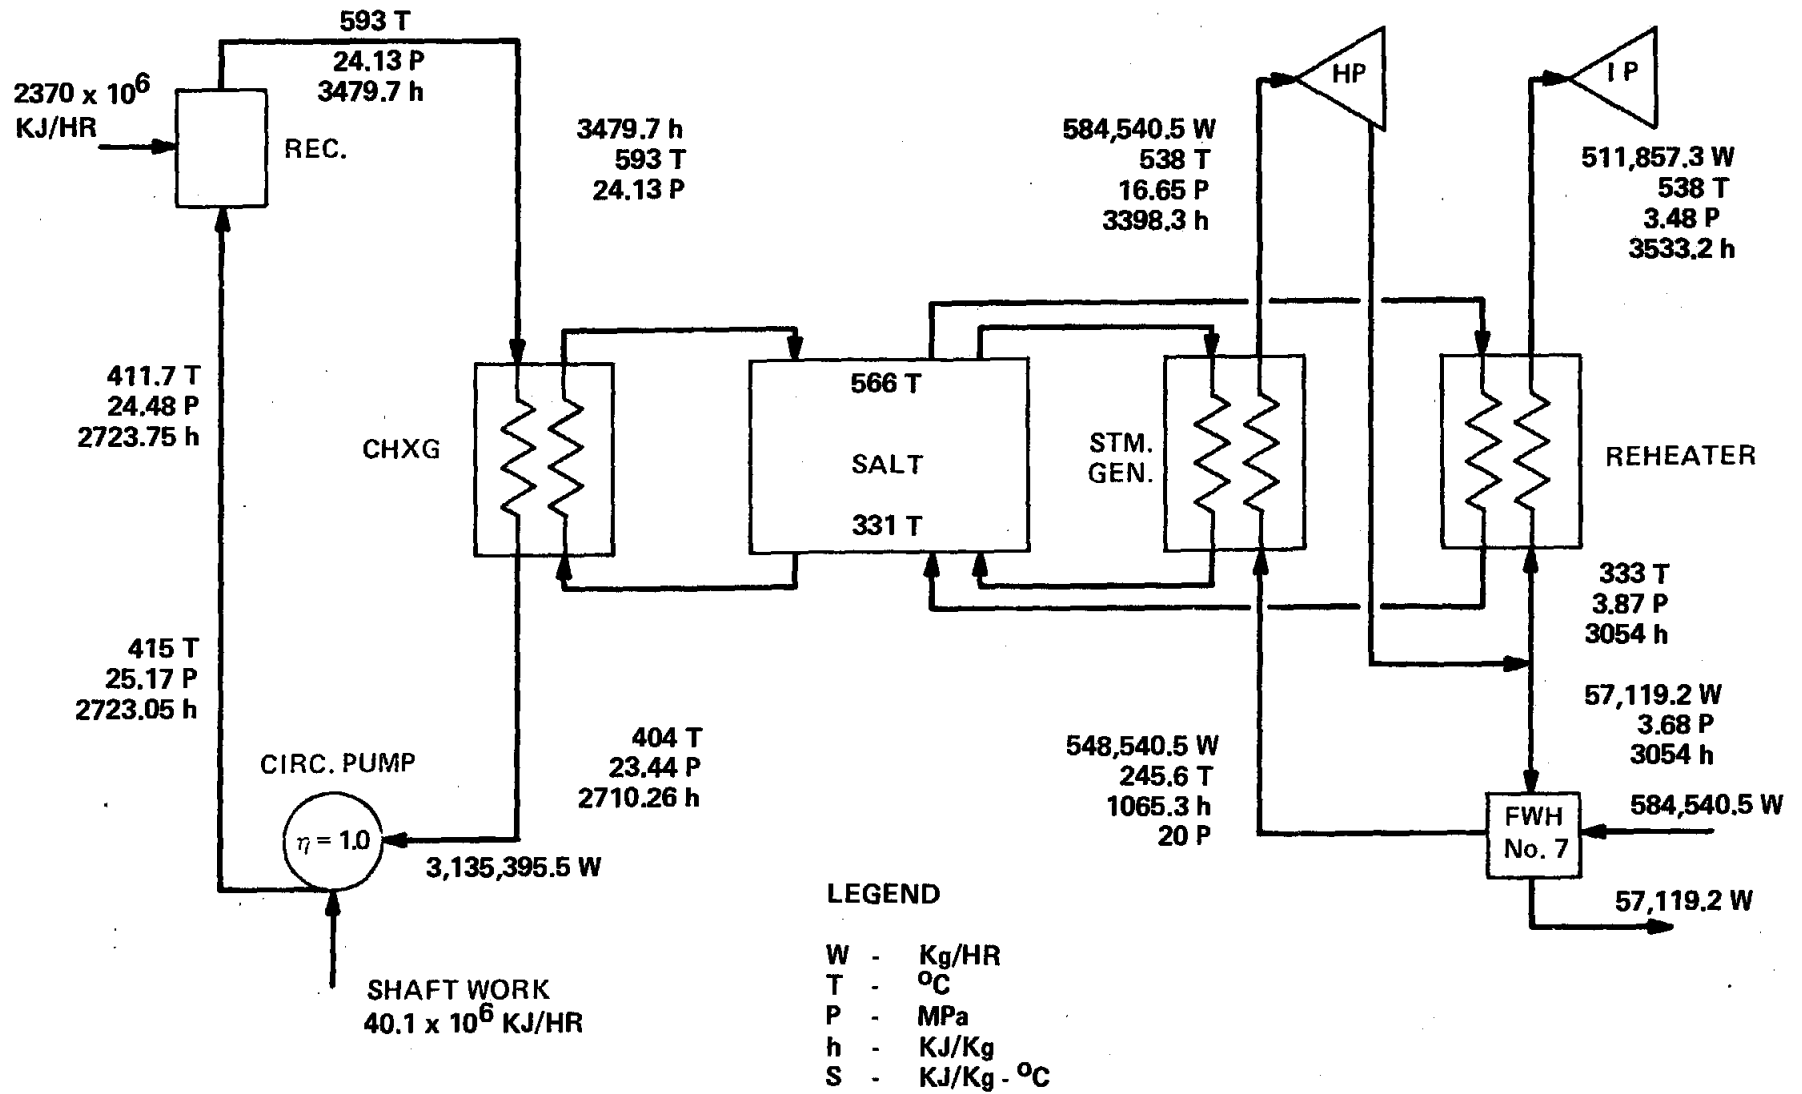 593 T
24.13 P
3479.7 h
2370 x 10⁶
KJ/HR
REC.
3479.7 h
593 T
24.13 P
584,540.5 W
538 T
16.65 P
3398.3 h
HP
I P
511,857.3 W
538 T
3.48 P
3533.2 h
411.7 T
24.48 P
2723.75 h
CHXG
566 T
SALT
331 T
STM.
GEN.
REHEATER
333 T
3.87 P
3054 h
415 T
25.17 P
2723.05 h
404 T
23.44 P
2710.26 h
548,540.5 W
245.6 T
1065.3 h
20 P
57,119.2 W
3.68 P
3054 h
CIRC. PUMP
η = 1.0
3,135,395.5 W
FWH
No. 7
584,540.5 W
57,119.2 W
SHAFT WORK
40.1 x 10⁶ KJ/HR
LEGEND
W - Kg/HR
T - ⁰C
P - MPa
h - KJ/Kg
S - KJ/Kg - ⁰C